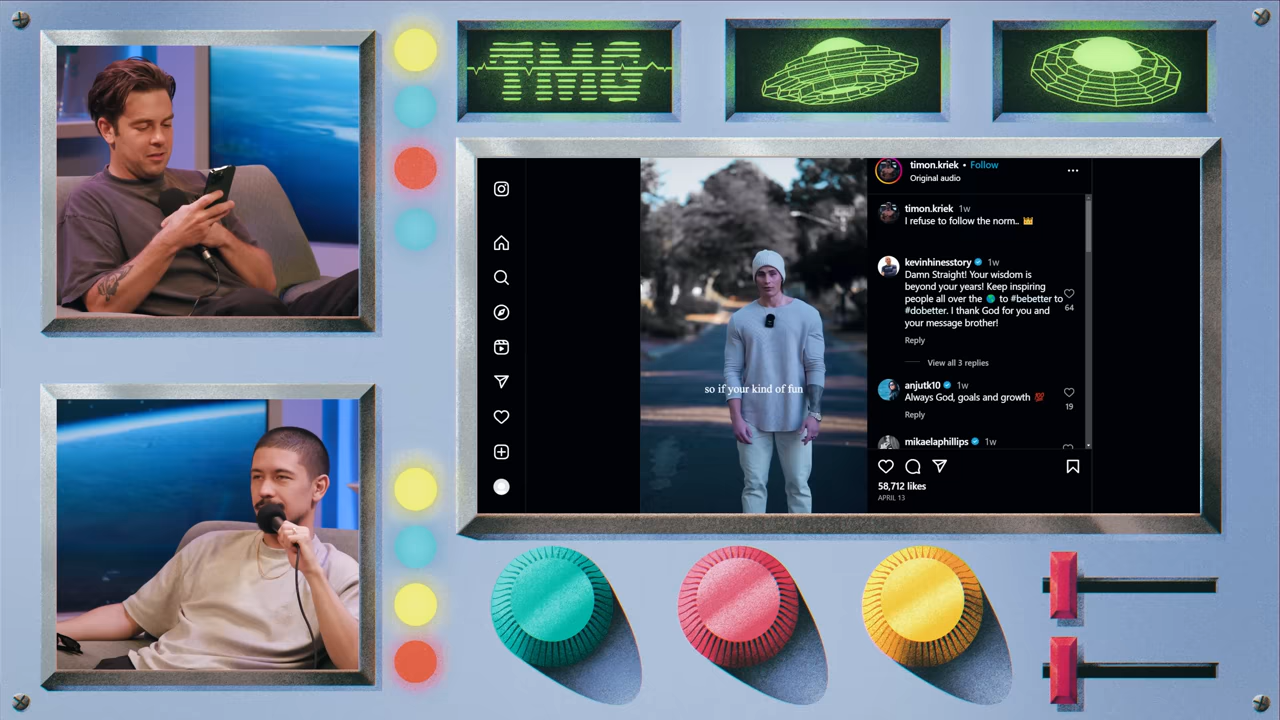 TMG
timon.kriek • Follow
Original audio
timon.kriek 1w
I refuse to follow the norm.. 👑
kevinhinesstory 1w
Damn Straight! Your wisdom is
beyond your years! Keep inspiring
people all over the 🌎 to #bebetter to
#dobetter. I thank God for you and
your message brother!
64
Reply
View all 3 replies
anjutk10 1w
Always God, goals and growth 💯
19
Reply
mikaelaphillips 1w
58,712 likes
APRIL 13
so if your kind of fun